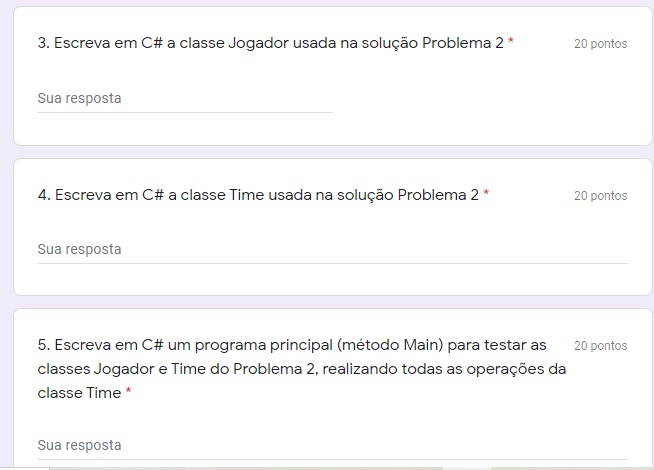 3. Escreva em C# a classe Jogador usada na solução Problema 2 * 20 pontos
Sua resposta
4. Escreva em C# a classe Time usada na solução Problema 2 * 20 pontos
Sua resposta
5. Escreva em C# um programa principal (método Main) para testar as 20 pontos
classes Jogador e Time do Problema 2, realizando todas as operações da
classe Time *
Sua resposta